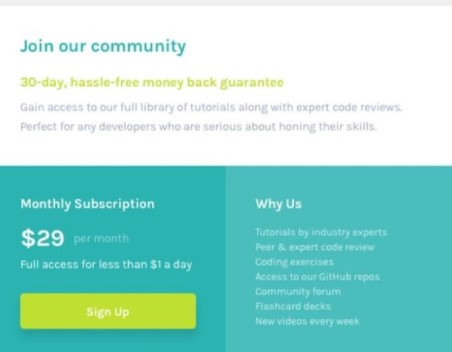 Join our community
30-day, hassle-free money back guarantee
Gain access to our full library of tutorials along with expert code reviews.
Perfect for any developers who are serious about honing their skills.
Monthly Subscription
$29 per month
Full access for less than $1 a day
Sign Up
Why Us
Tutorials by industry experts
Peer & expert code review
Coding exercises
Access to our GitHub repos
Community forum
Flashcard decks
New videos every week